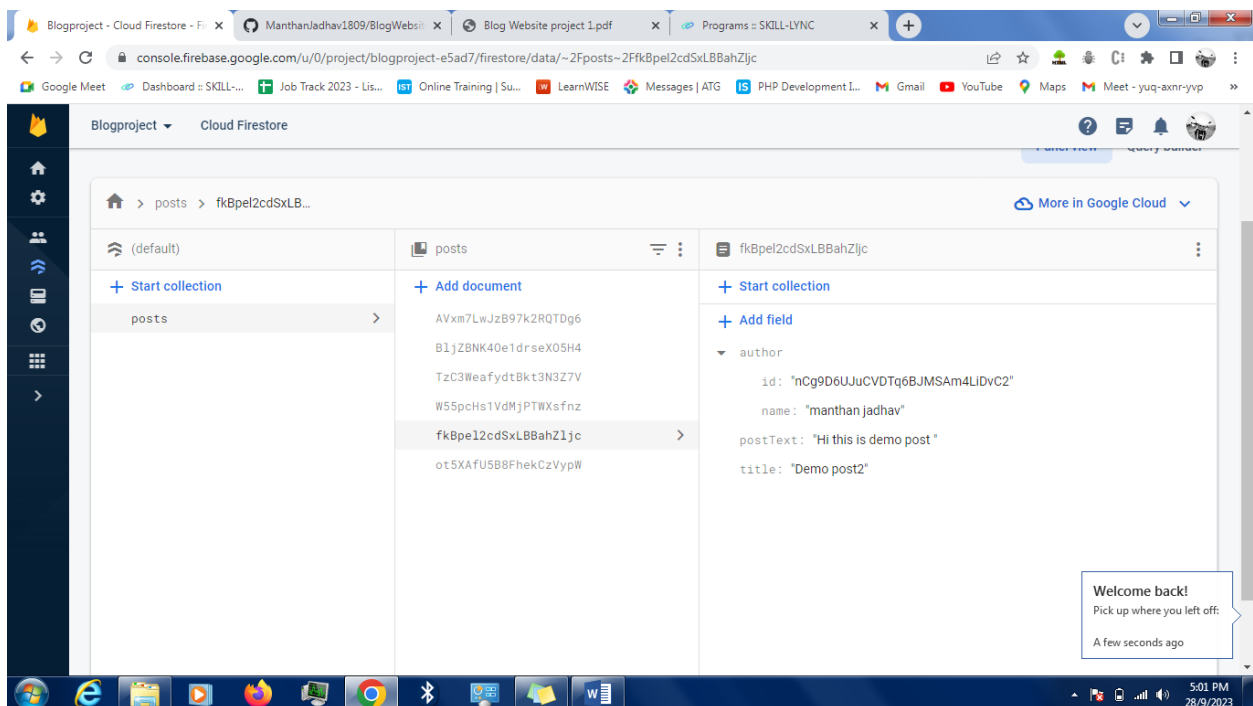 Blogproject - Cloud Firestore - Fi
ManthanJadhav1809/BlogWebsit
Blog Website project 1.pdf
Programs :: SKILL-LYNC
console.firebase.google.com/u/0/project/blogproject-e5ad7/firestore/data/~2Fposts~2FfkBpel2cdSxLBBahZljc
Google Meet
Dashboard :: SKILL-...
Job Track 2023 - Lis...
Online Training | Su...
LearnWISE
Messages | ATG
PHP Development I...
Gmail
YouTube
Maps
Meet - yuq-axnr-yvp
Blogproject
Cloud Firestore
Panel view
Query builder
posts
fkBpel2cdSxLB...
More in Google Cloud
(default)
posts
fkBpel2cdSxLBBahZljc
Start collection
Add document
Start collection
posts
AVxm7LwJzB97k2RQTDg6
BljZBNK4Oe1drseXO5H4
TzC3WeafydtBkt3N3Z7V
W55pcHs1VdMjPTWXsfnz
fkBpel2cdSxLBBahZljc
ot5XAfU5B8FhekCzVypW
Add field
author
id: "nCg9D6UJuCVDTq6BJMSAm4LiDvC2"
name: "manthan jadhav"
postText: "Hi this is demo post "
title: "Demo post2"
Welcome back!
Pick up where you left off:
A few seconds ago
5:01 PM
28/9/2023